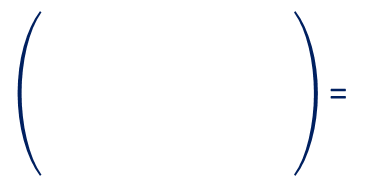 ( ) =